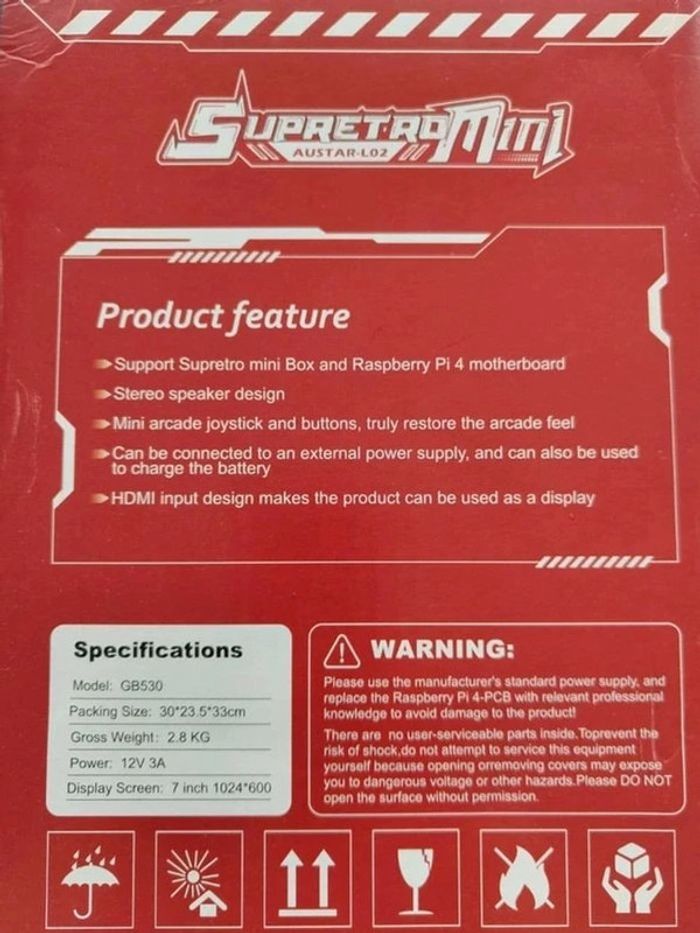 SUPRETRO Mini
AUSTAR-L02
Product feature
Support Supretro mini Box and Raspberry Pi 4 motherboard
Stereo speaker design
Mini arcade joystick and buttons, truly restore the arcade feel
Can be connected to an external power supply, and can also be used
to charge the battery
HDMI input design makes the product can be used as a display
Specifications
Model: GB530
Packing Size: 30*23.5*33cm
Gross Weight: 2.8 KG
Power: 12V 3A
Display Screen: 7 inch 1024*600
WARNING:
Please use the manufacturer's standard power supply, and
replace the Raspberry Pi 4-PCB with relevant professional
knowledge to avoid damage to the product!
There are no user-serviceable parts inside.Toprevent the
risk of shock,do not attempt to service this equipment
yourself because opening orremoving covers may expose
you to dangerous voltage or other hazards.Please DO NOT
open the surface without permission.